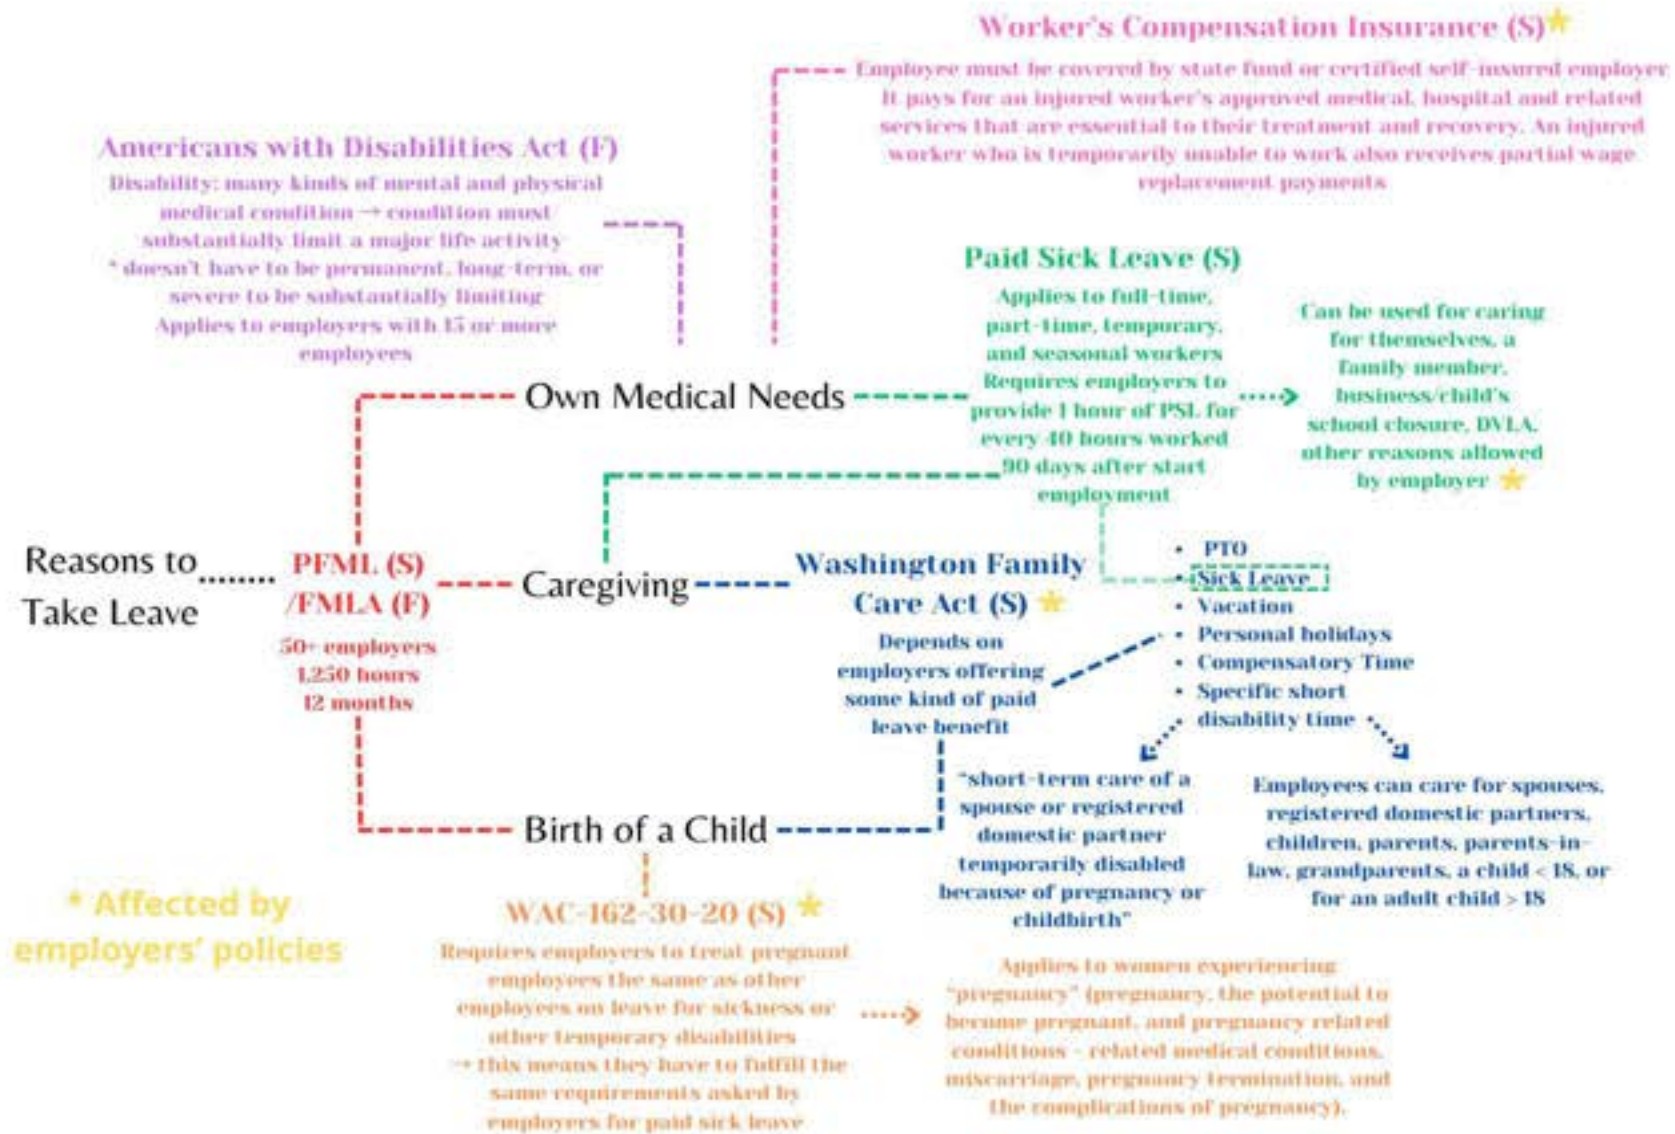 Worker's Compensation Insurance (S)*
Employee must be covered by state fund or certified self-insured employer
It pays for an injured worker's approved medical, hospital and related
services that are essential to their treatment and recovery. An injured
worker who is temporarily unable to work also receives partial wage
replacement payments
Americans with Disabilities Act (F)
Disability: many kinds of mental and physical
medical condition → condition must
substantially limit a major life activity
* doesn't have to be permanent, long-term, or
severe to be substantially limiting
Applies to employers with 15 or more
employees
Paid Sick Leave (S)
Applies to full-time,
part-time, temporary,
and seasonal workers
Requires employers to
provide 1 hour of PSL for
every 40 hours worked
90 days after start
employment
Can be used for caring
for themselves, a
family member,
business/child's
school closure, DVLA,
other reasons allowed
by employer *
Own Medical Needs
Reasons to
Take Leave
PFML (S)
/FMLA (F)
50+ employers
1,250 hours
12 months
Caregiving
Washington Family
Care Act (S) *
Depends on
employers offering
some kind of paid
leave benefit
• PTO
• Sick Leave
• Vacation
• Personal holidays
• Compensatory Time
• Specific short
• disability time
"short-term care of a
spouse or registered
domestic partner
temporarily disabled
because of pregnancy or
childbirth"
Employees can care for spouses,
registered domestic partners,
children, parents, parents-in-
law, grandparents, a child < 18, or
for an adult child > 18
Birth of a Child
* Affected by
employers' policies
WAC-162-30-20 (S) *
Requires employers to treat pregnant
employees the same as other
employees on leave for sickness or
other temporary disabilities
→ this means they have to fulfill the
same requirements asked by
employers for paid sick leave
Applies to women experiencing
"pregnancy" (pregnancy, the potential to
become pregnant, and pregnancy related
conditions - related medical conditions,
miscarriage, pregnancy termination, and
the complications of pregnancy).